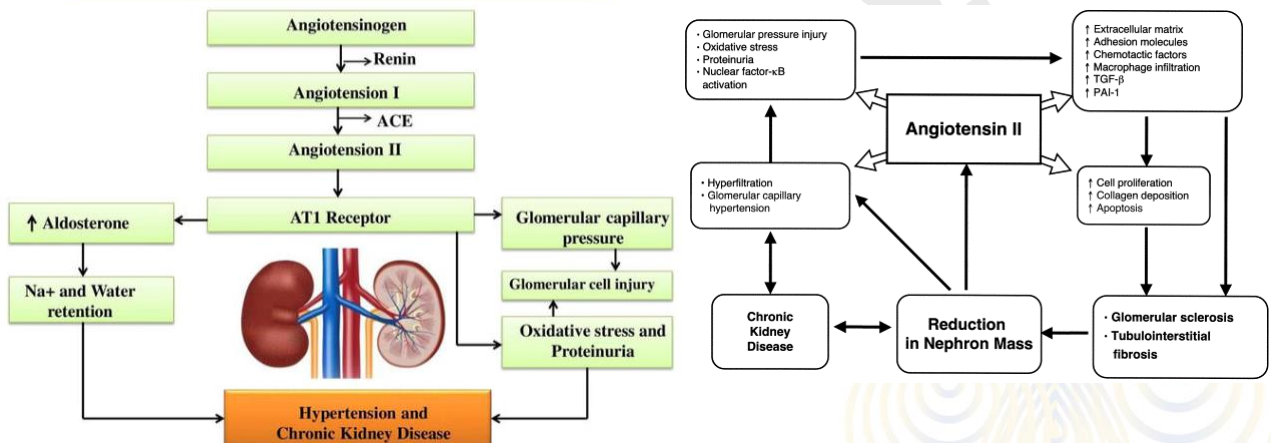 Angiotensinogen
Renin
Angiotension I
ACE
Angiotension II
AT1 Receptor
↑ Aldosterone
Na+ and Water
retention
Glomerular capillary
pressure
Glomerular cell injury
Oxidative stress and
Proteinuria
Hypertension and
Chronic Kidney Disease
· Glomerular pressure injury
· Oxidative stress
· Proteinuria
· Nuclear factor-κB
activation
↑ Extracellular matrix
↑ Adhesion molecules
↑ Chemotactic factors
↑ Macrophage infiltration
↑ TGF-β
↑ PAI-1
Angiotensin II
· Hyperfiltration
· Glomerular capillary
hypertension
↑ Cell proliferation
↑ Collagen deposition
↑ Apoptosis
Chronic
Kidney
Disease
Reduction
in Nephron Mass
· Glomerular sclerosis
· Tubulointerstitial
fibrosis